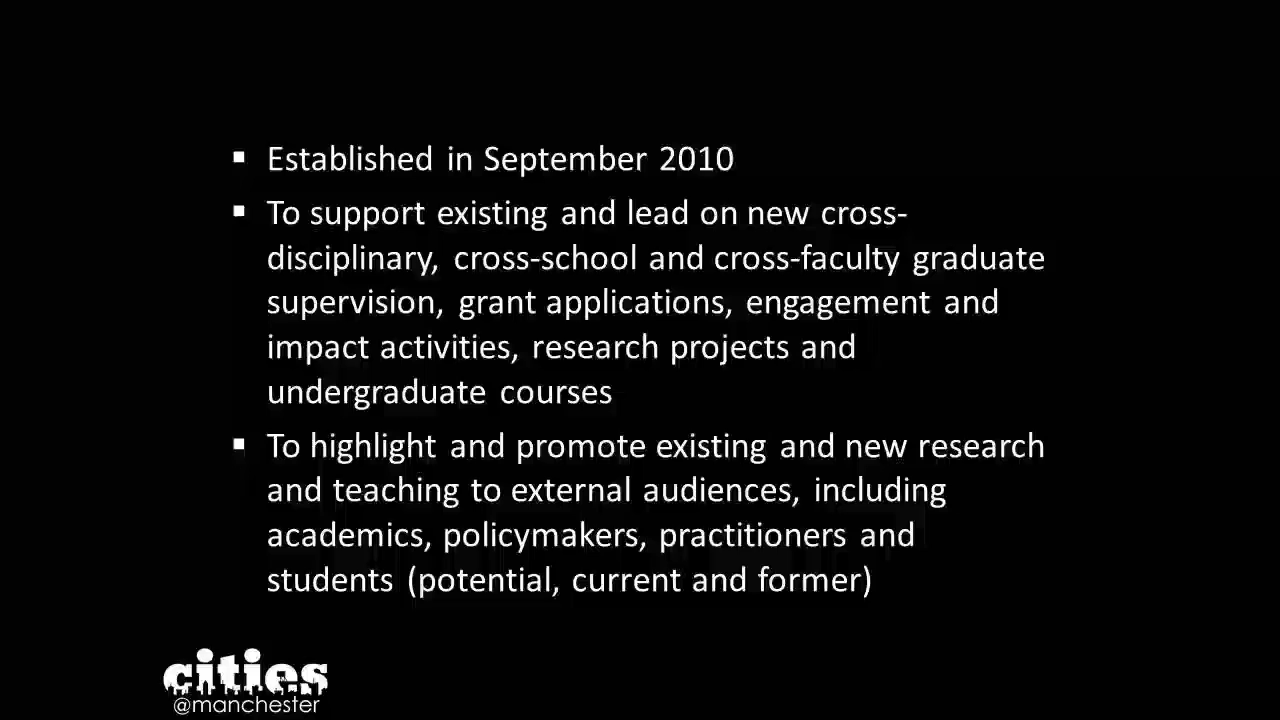 ▪ Established in September 2010
▪ To support existing and lead on new cross-
disciplinary, cross-school and cross-faculty graduate
supervision, grant applications, engagement and
impact activities, research projects and
undergraduate courses
▪ To highlight and promote existing and new research
and teaching to external audiences, including
academics, policymakers, practitioners and
students (potential, current and former)
cities
@manchester